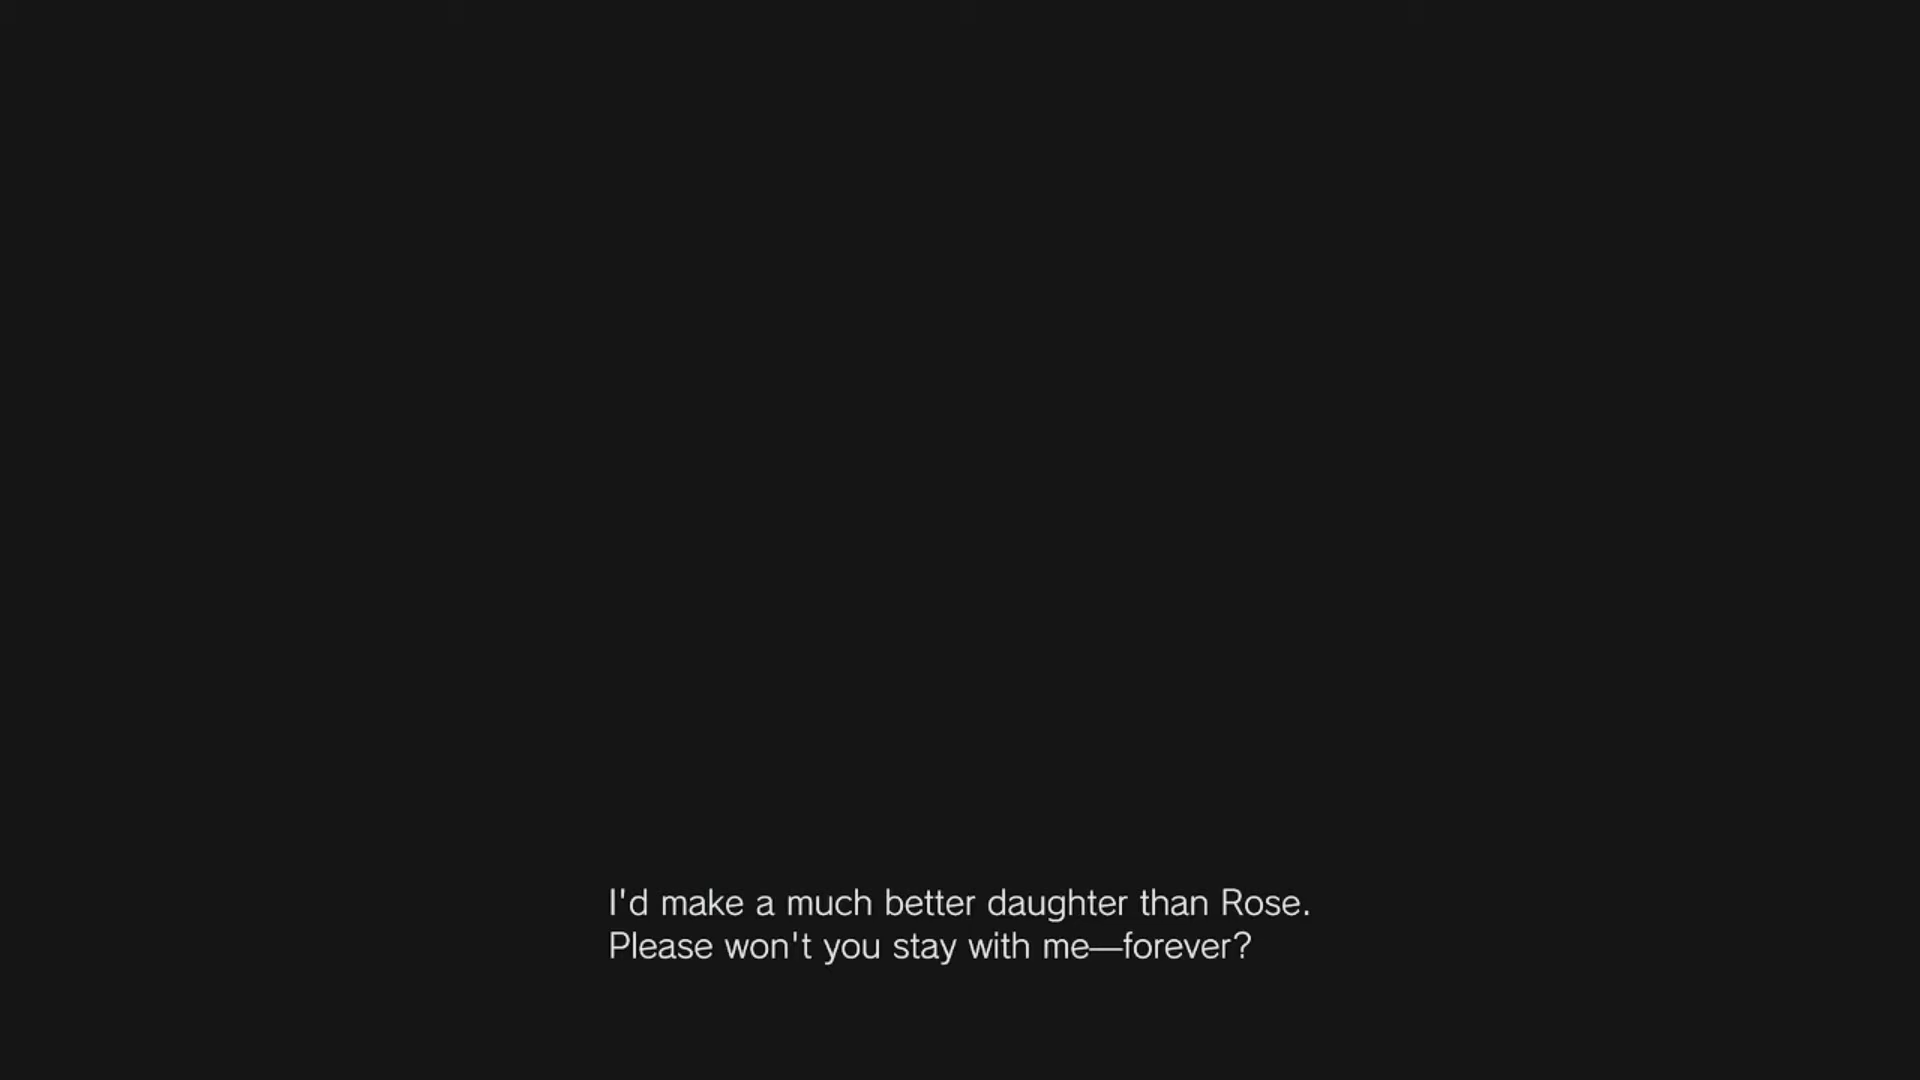 I'd make a much better daughter than Rose.
Please won't you stay with me—forever?